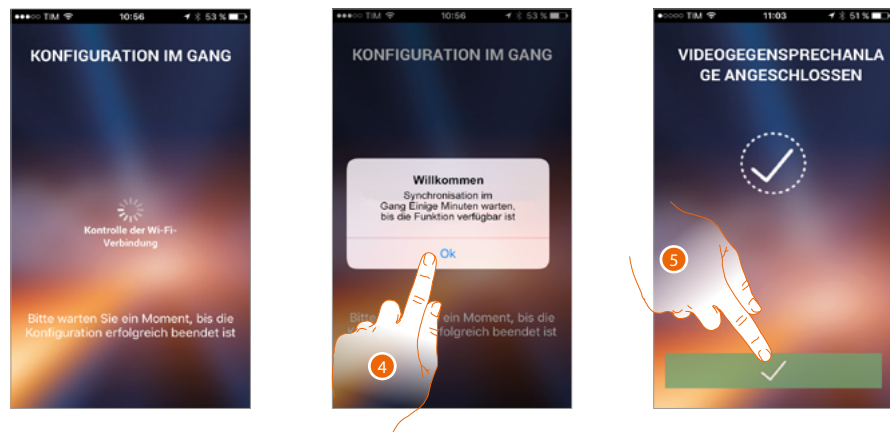 TIM 10:56 53 %
KONFIGURATION IM GANG
Kontrolle der Wi-Fi-
Verbindung
Bitte warten Sie ein Moment, bis die
Konfiguration erfolgreich beendet ist
TIM 10:56 53 %
KONFIGURATION IM GANG
Willkommen
Synchronisation im
Gang Einige Minuten warten,
bis die Funktion verfügbar ist
Ok
ein Moment, bis die
erfolgreich beendet ist
4
TIM 11:03 51 %
VIDEOGEGENSPRECHANLA
GE ANGESCHLOSSEN
5